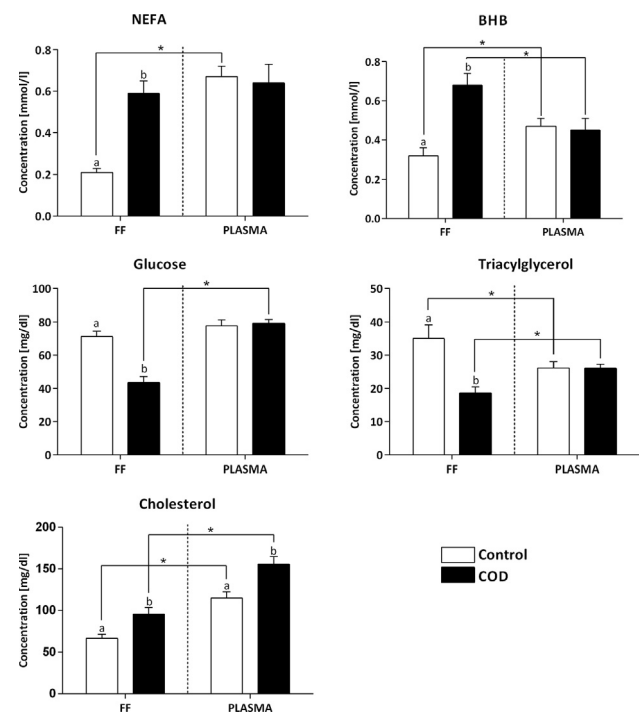 NEFA
Concentration [mmol/l]
0.8
0.6
0.4
0.2
0.0
a
b
*
FF
PLASMA
BHB
Concentration [mmol/l]
0.8
0.6
0.4
0.2
0.0
a
b
*
*
FF
PLASMA
Glucose
Concentration [mg/dl]
100
80
60
40
20
0
a
b
*
FF
PLASMA
Triacylglycerol
Concentration [mg/dl]
50
40
30
20
10
0
a
b
*
*
FF
PLASMA
Cholesterol
Concentration [mg/dl]
200
150
100
50
0
a
b
a
b
*
*
FF
PLASMA
Control
COD